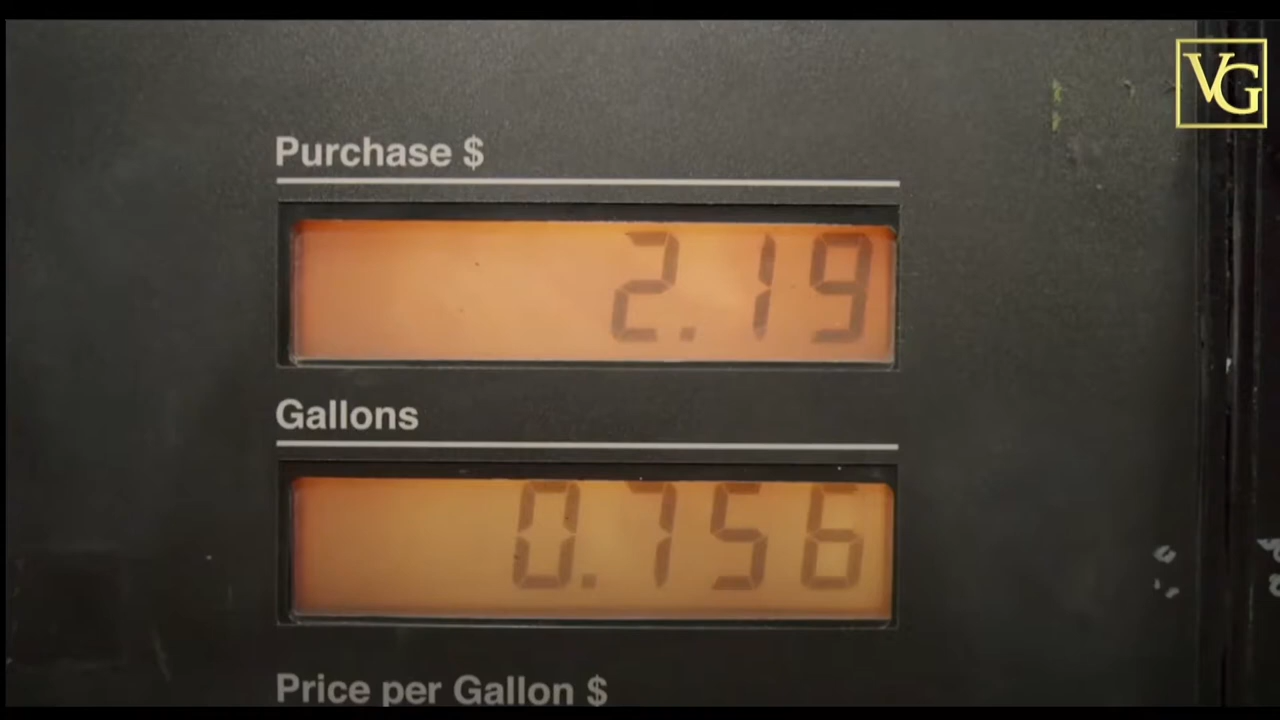 VG
Purchase $
2.19
Gallons
0.756
Price per Gallon $